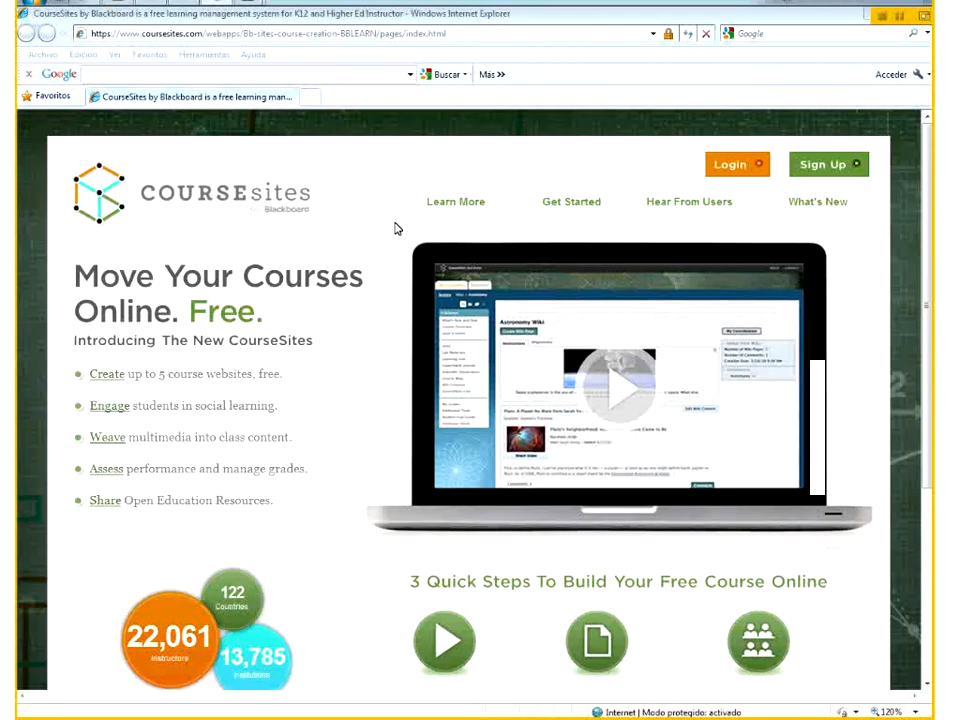 CourseSites by Blackboard is a free learning management system for K12 and Higher Ed Instructor - Windows Internet Explorer
https://www.coursesites.com/webapps/Bb-sites-course-creation-BBLEARN/pages/index.html
Google
Archivo Edición Ver Favoritos Herramientas Ayuda
x Google Buscar Más >> Acceder
Favoritos CourseSites by Blackboard is a free learning man...
Login Sign Up
COURSEsites
Blackboard
Learn More Get Started Hear From Users What's New
Move Your Courses
Online. Free.
Introducing The New CourseSites
Create up to 5 course websites, free.
Engage students in social learning.
Weave multimedia into class content.
Assess performance and manage grades.
Share Open Education Resources.
Astronomy Wiki
3 Quick Steps To Build Your Free Course Online
122
Countries
22,061
Instructors
13,785
Institutions
Internet | Modo protegido: activado 120%